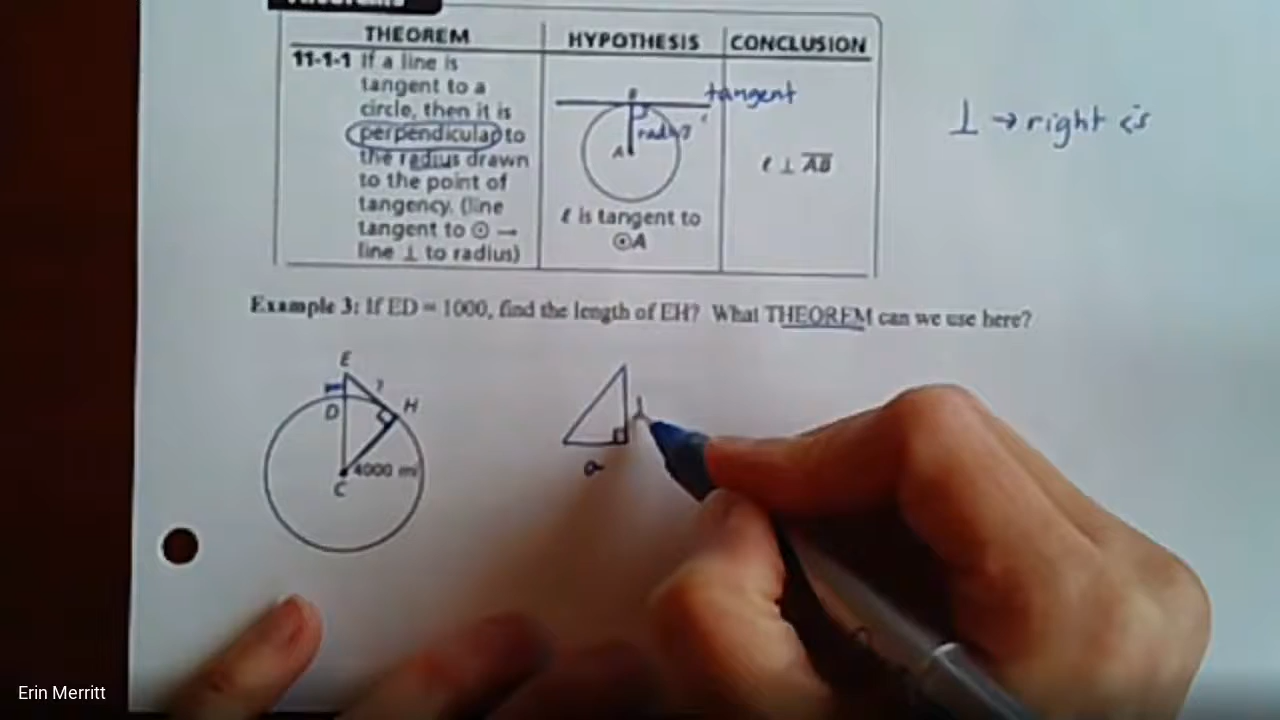 THEOREM
HYPOTHESIS
CONCLUSION
11-1-1 If a line is
tangent to a
circle, then it is
perpendicular to
the radius drawn
to the point of
tangency. (line
tangent to ⊙ →
line ⊥ to radius)
B
tangent
radius
A
ℓ is tangent to
⊙A
ℓ ⊥ AB
⊥ → right ∠s
Example 3: If ED = 1000, find the length of EH? What THEOREM can we use here?
E
?
D
H
4000 mi
C
a
Erin Merritt